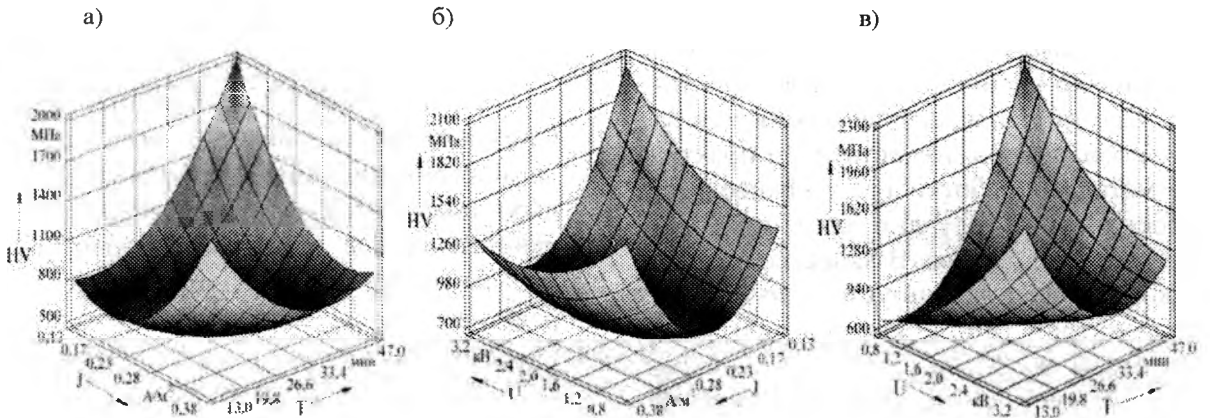 а) б) в)
2000
МПа
1700
1400
1100
HV
800
500
0,13
0,17
0,23
0,28
0,38
J
13,0
19,8
26,6
33,4
47,0
мин
T
2100
МПа
1820
1540
HV
1260
980
700
3,2
кВ
2,4
2,0
1,6
1,2
0,8
U
0,38
А/м
0,28
0,23
0,17
0,13
J
2300
МПа
1960
1620
HV
1280
940
600
0,8
1,2
1,6
2,0
2,4
кВ
3,2
U
13,0
19,8
26,6
33,4
мин
47,0
T